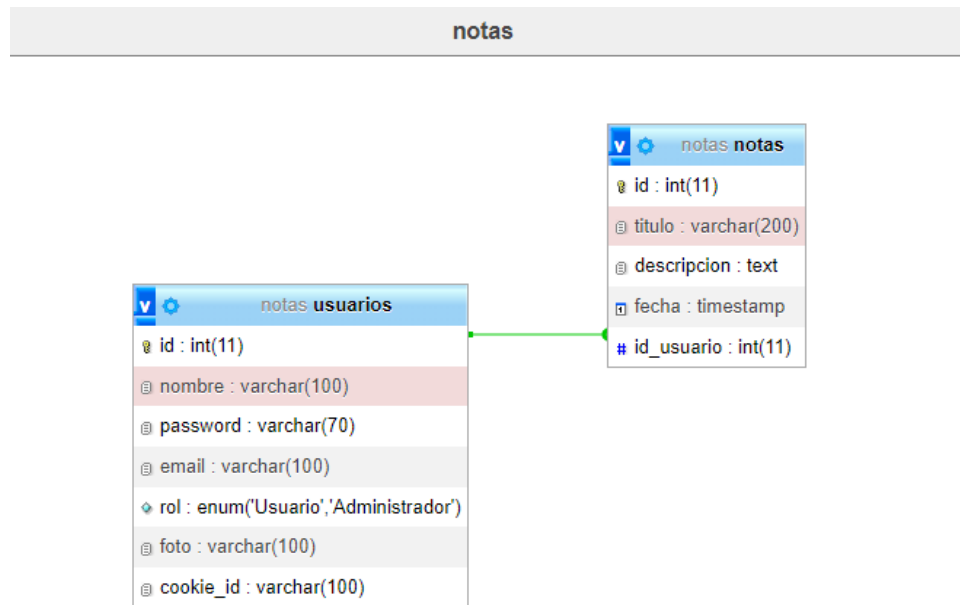 notas
notas usuarios
id : int(11)
nombre : varchar(100)
password : varchar(70)
email : varchar(100)
rol : enum('Usuario','Administrador')
foto : varchar(100)
cookie_id : varchar(100)
notas notas
id : int(11)
titulo : varchar(200)
descripcion : text
fecha : timestamp
# id_usuario : int(11)